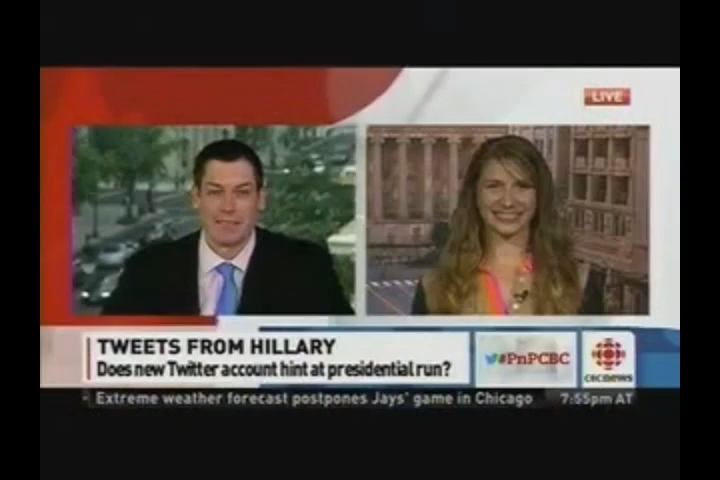 LIVE
TWEETS FROM HILLARY
Does new Twitter account hint at presidential run?
#PnPCBC
CBCNEWS
Extreme weather forecast postpones Jays' game in Chicago
7:55pm AT